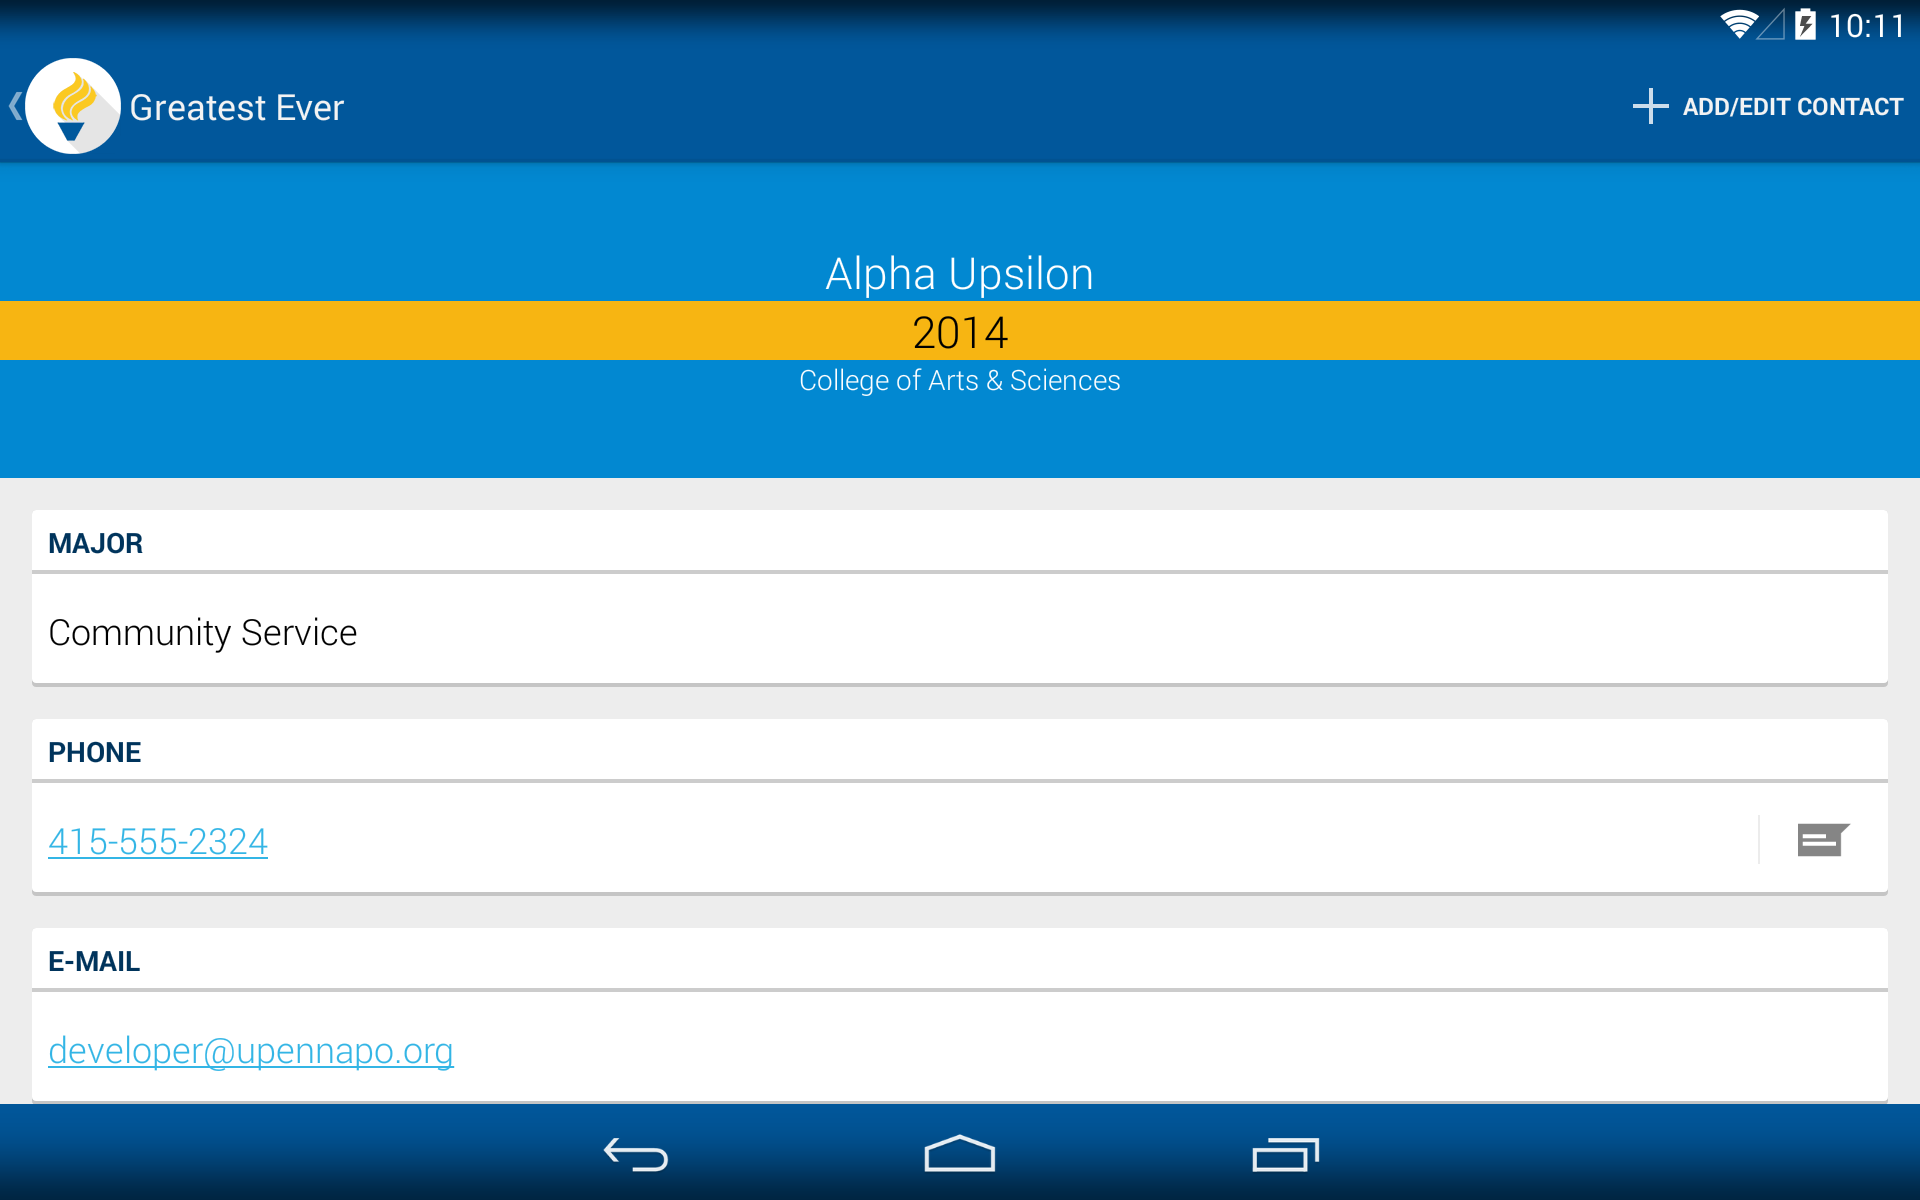 10:11
Greatest Ever
ADD/EDIT CONTACT
Alpha Upsilon
2014
College of Arts & Sciences
MAJOR
Community Service
PHONE
415-555-2324
E-MAIL
developer@upennapo.org